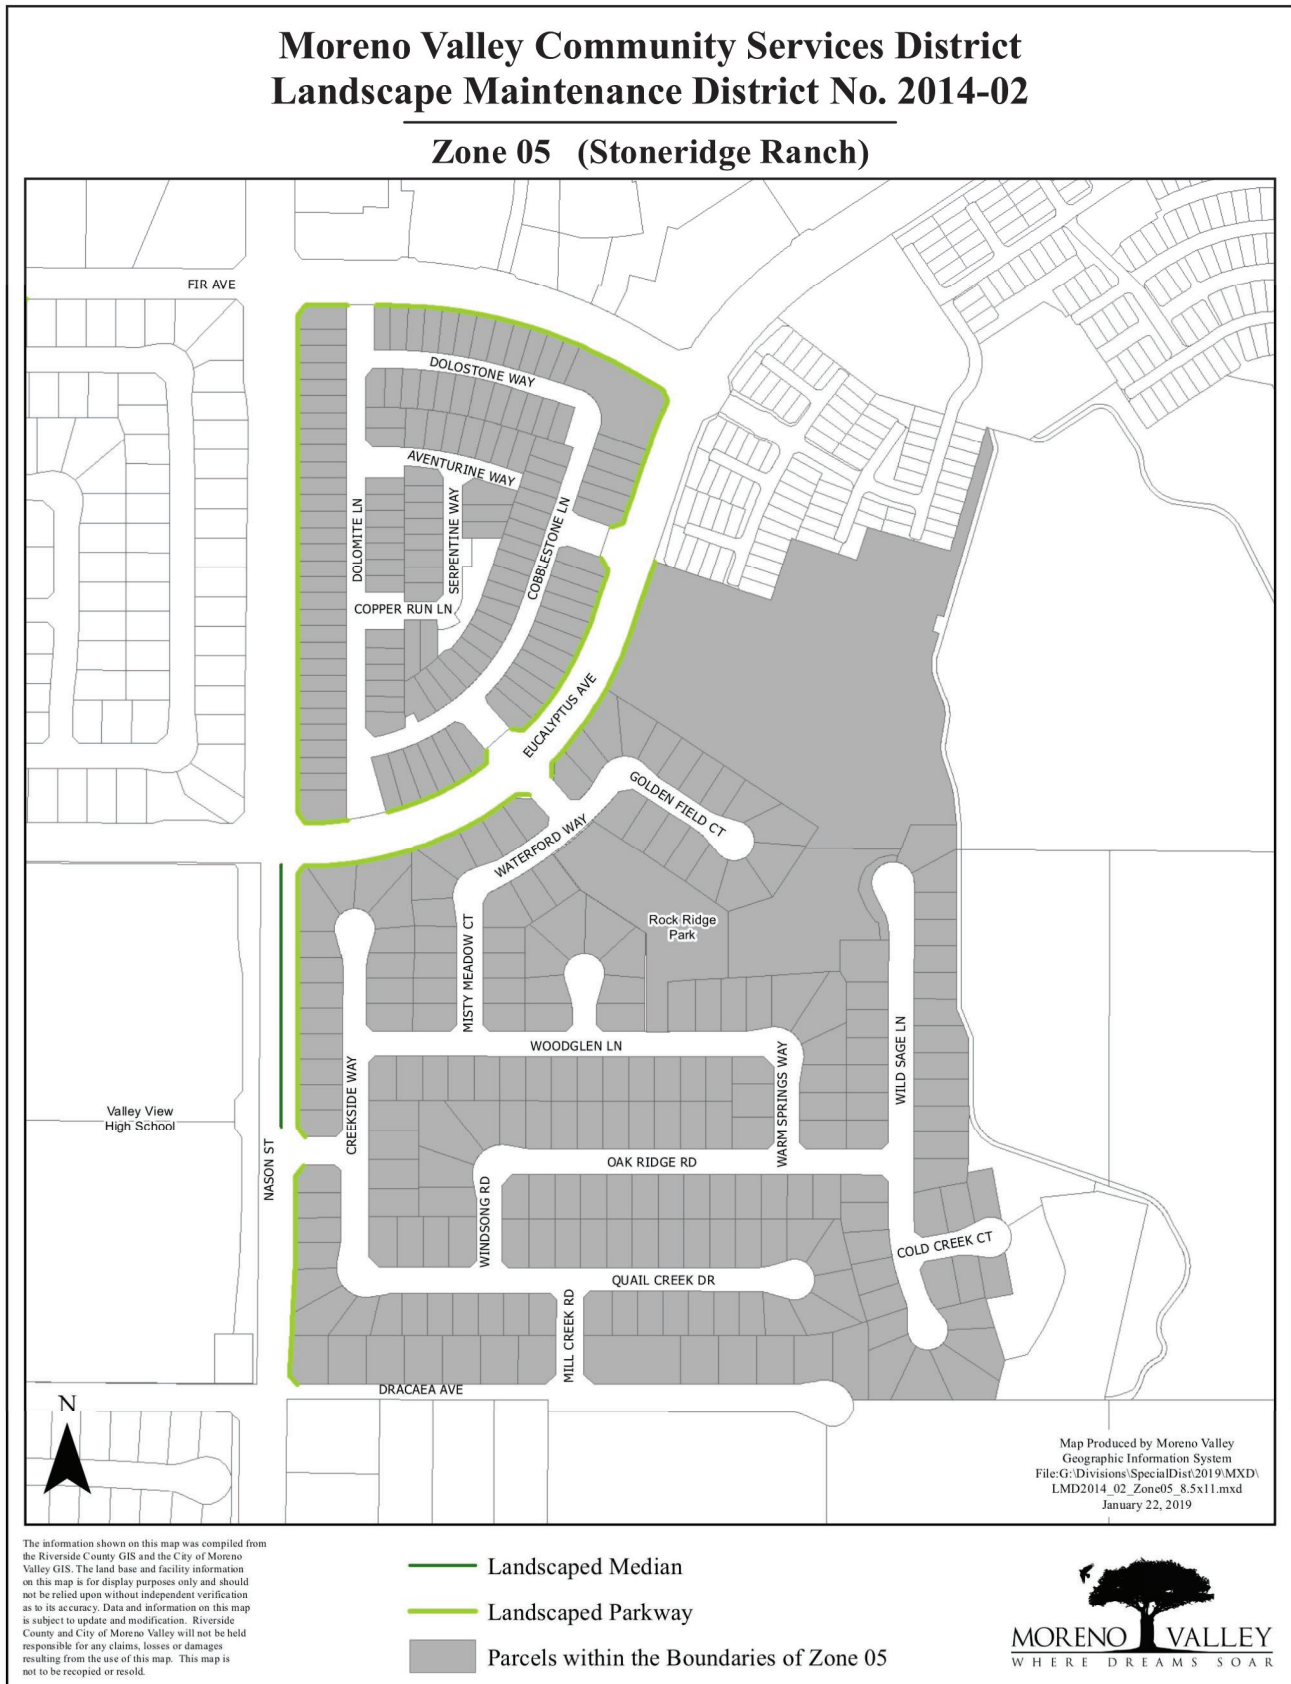 Moreno Valley Community Services District
Landscape Maintenance District No. 2014-02
Zone 05 (Stoneridge Ranch)
FIR AVE
DOLOSTONE WAY
AVENTURINE WAY
DOLOMITE LN
SERPENTINE WAY
COBBLESTONE LN
COPPER RUN LN
EUCALYPTUS AVE
GOLDEN FIELD CT
WATERFORD WAY
MISTY MEADOW CT
Rock Ridge
Park
WOODGLEN LN
CREEKSIDE WAY
WARM SPRINGS WAY
WILD SAGE LN
Valley View
High School
NASON ST
OAK RIDGE RD
WINDSONG RD
COLD CREEK CT
QUAIL CREEK DR
MILL CREEK RD
DRACAEA AVE
N
Map Produced by Moreno Valley
Geographic Information System
File:G:\Divisions\SpecialDist\2019\MXD\
LMD2014_02_Zone05_8.5x11.mxd
January 22, 2019
The information shown on this map was compiled from
the Riverside County GIS and the City of Moreno
Valley GIS. The land base and facility information
on this map is for display purposes only and should
not be relied upon without independent verification
as to its accuracy. Data and information on this map
is subject to update and modification. Riverside
County and City of Moreno Valley will not be held
responsible for any claims, losses or damages
resulting from the use of this map. This map is
not to be recopied or resold.
Landscaped Median
Landscaped Parkway
Parcels within the Boundaries of Zone 05
MORENO VALLEY
WHERE DREAMS SOAR